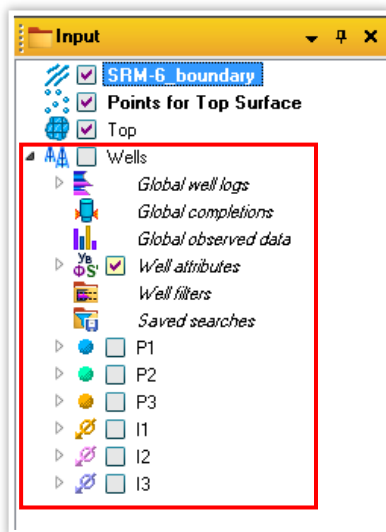 Input
SRM-6_boundary
Points for Top Surface
Top
Wells
Global well logs
Global completions
Global observed data
Well attributes
Well filters
Saved searches
P1
P2
P3
I1
I2
I3